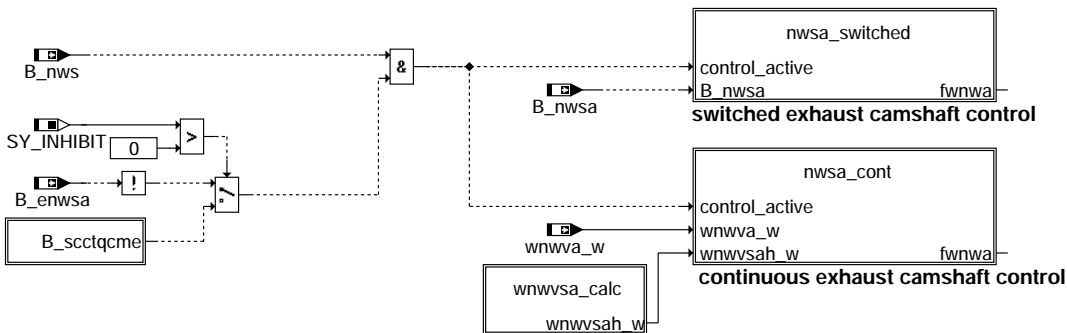 nwsa_switched
B_nws
&
control_active
B_nwsa
B_nwsa
fwnwa
switched exhaust camshaft control
SY_INHIBIT
>
0
B_enwsa
!
nwsa_cont
B_scctqcme
control_active
wnwva_w
wnwva_w
wnwvsah_w
fwnwa
continuous exhaust camshaft control
wnwvsa_calc
wnwvsah_w